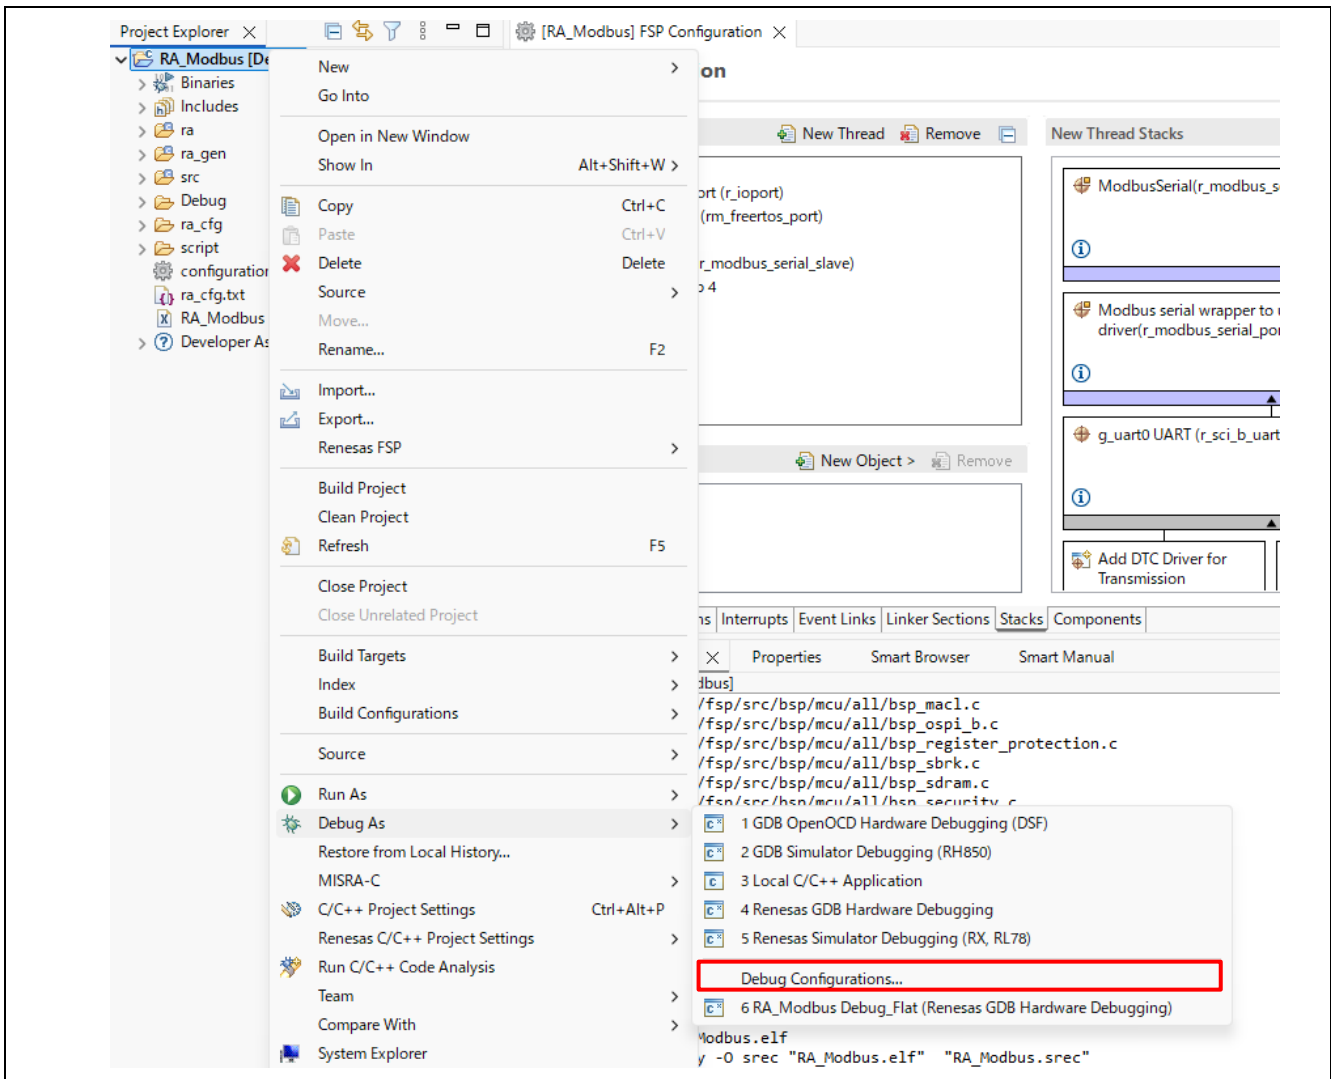 Project Explorer
[RA_Modbus] FSP Configuration
RA_Modbus [De
Binaries
Includes
ra
ra_gen
src
Debug
ra_cfg
script
configuration
ra_cfg.txt
RA_Modbus
Developer As
New
Go Into
Open in New Window
Show In Alt+Shift+W
Copy Ctrl+C
Paste Ctrl+V
Delete Delete
Source
Move...
Rename... F2
Import...
Export...
Renesas FSP
Build Project
Clean Project
Refresh F5
Close Project
Close Unrelated Project
Build Targets
Index
Build Configurations
Source
Run As
Debug As
Restore from Local History...
MISRA-C
C/C++ Project Settings Ctrl+Alt+P
Renesas C/C++ Project Settings
Run C/C++ Code Analysis
Team
Compare With
System Explorer
1 GDB OpenOCD Hardware Debugging (DSF)
2 GDB Simulator Debugging (RH850)
3 Local C/C++ Application
4 Renesas GDB Hardware Debugging
5 Renesas Simulator Debugging (RX, RL78)
Debug Configurations...
6 RA_Modbus Debug_Flat (Renesas GDB Hardware Debugging)
on
New Thread Remove
ort (r_ioport)
(rm_freertos_port)
r_modbus_serial_slave)
4
New Object > Remove
New Thread Stacks
ModbusSerial(r_modbus_s
Modbus serial wrapper to
driver(r_modbus_serial_por
g_uart0 UART (r_sci_b_uart
Add DTC Driver for
Transmission
ns Interrupts Event Links Linker Sections Stacks Components
Properties Smart Browser Smart Manual
dbus]
/fsp/src/bsp/mcu/all/bsp_macl.c
/fsp/src/bsp/mcu/all/bsp_ospi_b.c
/fsp/src/bsp/mcu/all/bsp_register_protection.c
/fsp/src/bsp/mcu/all/bsp_sbrk.c
/fsp/src/bsp/mcu/all/bsp_sdram.c
/fsp/src/bsp/mcu/all/bsp_security.c
Modbus.elf
y -O srec "RA_Modbus.elf" "RA_Modbus.srec"